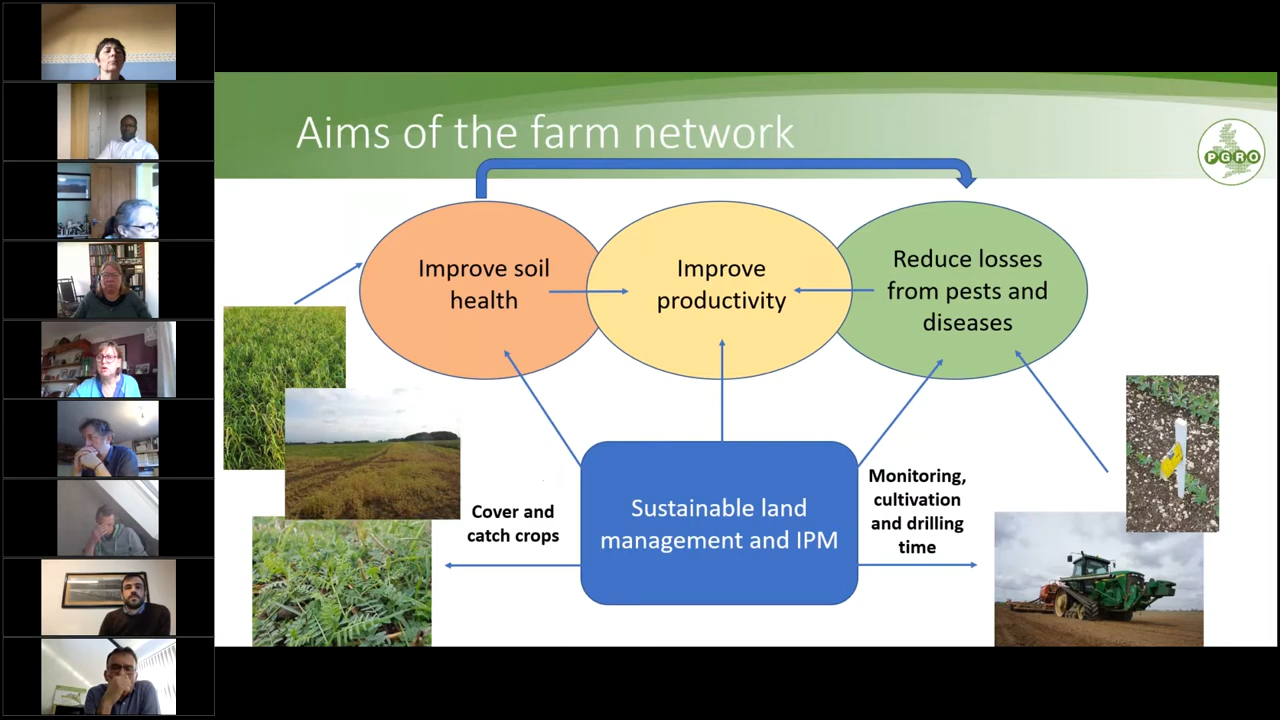 Aims of the farm network
PGRO
Improve soil
health
Improve
productivity
Reduce losses
from pests and
diseases
Cover and
catch crops
Sustainable land
management and IPM
Monitoring,
cultivation
and drilling
time